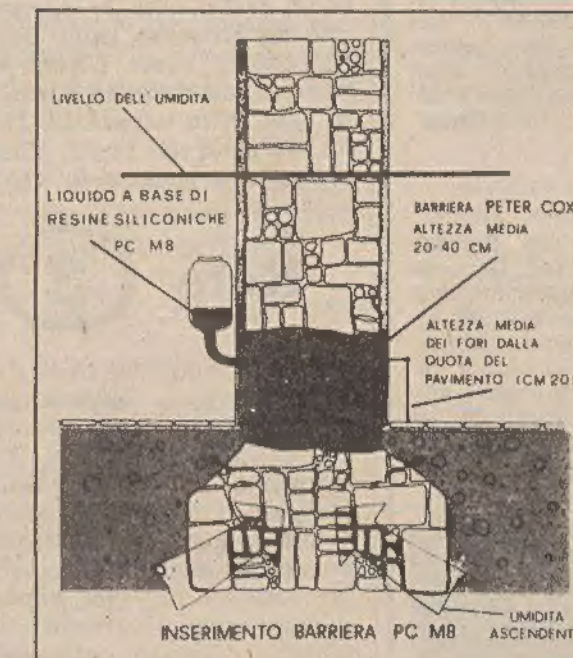 LIVELLO DELL'UMIDITA
LIQUIDO A BASE DI
RESINE SILICONICHE
PC M8
BARRIERA PETER COX
ALTEZZA MEDIA
20-40 CM
ALTEZZA MEDIA
DEI FORI DALLA
QUOTA DEL
PAVIMENTO (CM 20)
UMIDITA
ASCENDENT
INSERIMENTO BARRIERA PC M8